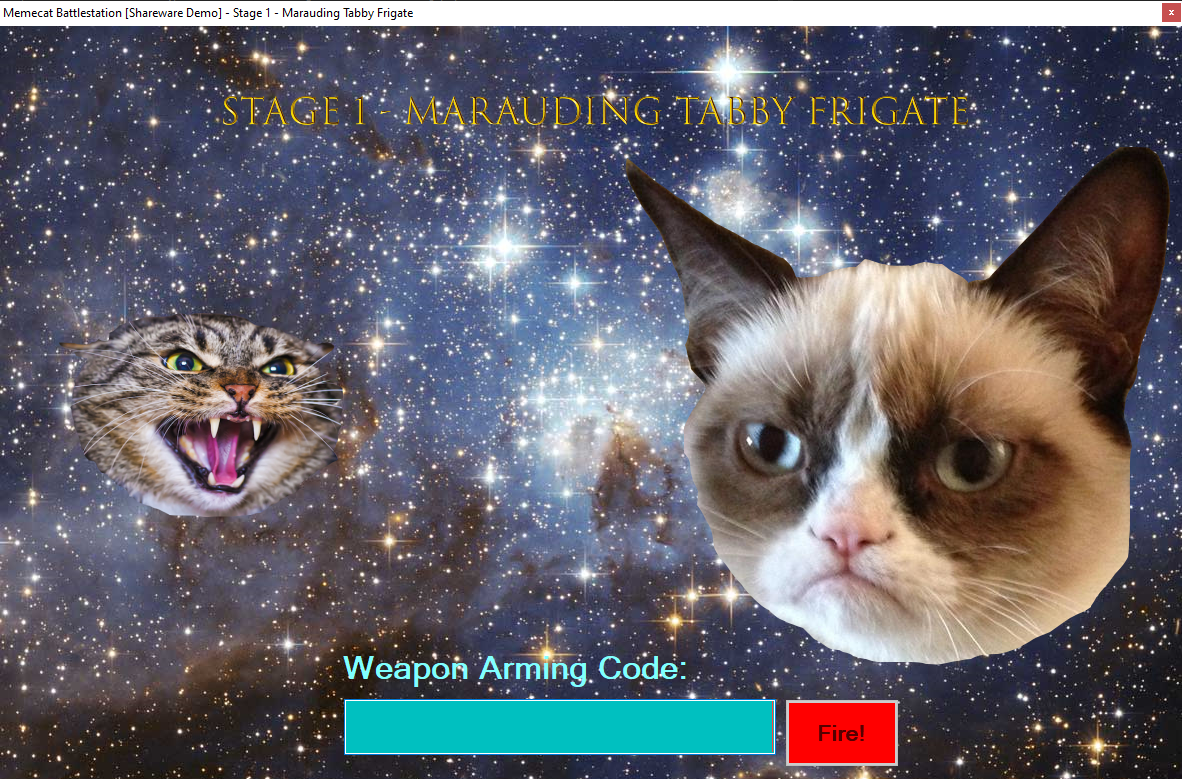 Memecat Battlestation [Shareware Demo] - Stage 1 - Marauding Tabby Frigate
x
STAGE 1 - MARAUDING TABBY FRIGATE
Weapon Arming Code:
Fire!